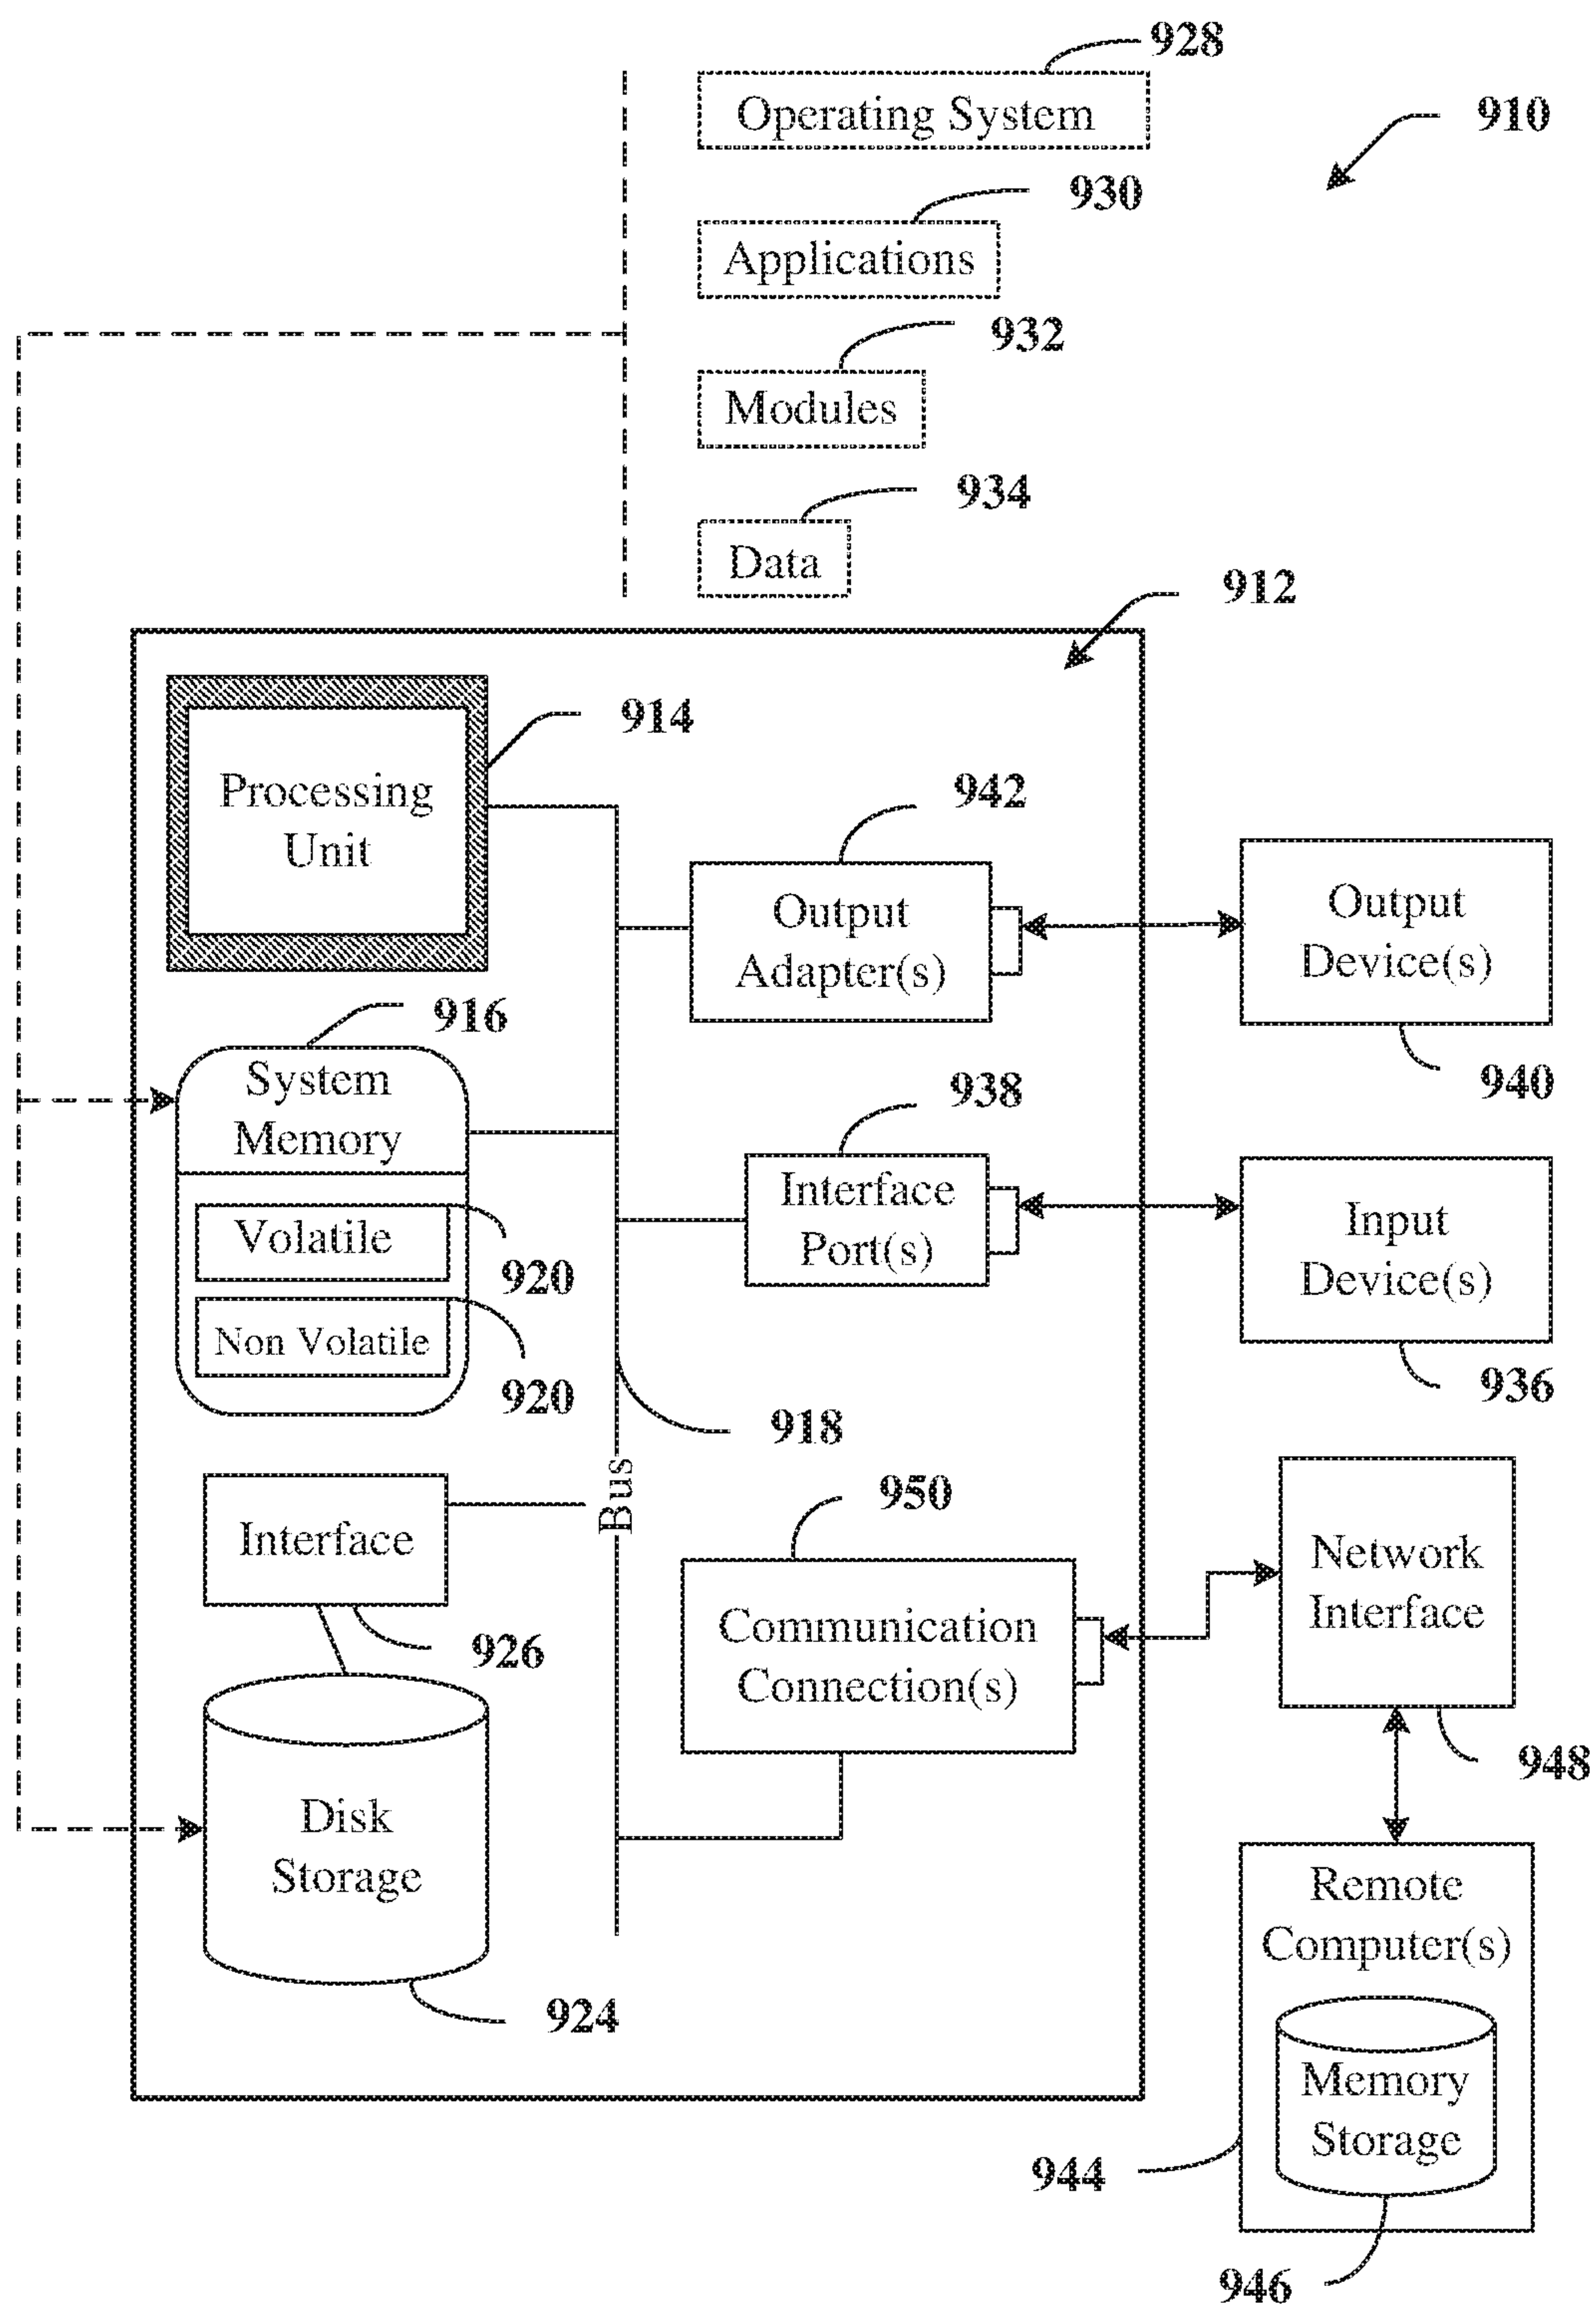 928
Operating System
910
930
Applications
932
Modules
934
Data
912
914
Processing
Unit
942
Output
Adapter(s)
Output
Device(s)
940
916
System
Memory
938
Interface
Port(s)
Input
Device(s)
936
Volatile
920
Non Volatile
920
918
Bus
Interface
926
950
Communication
Connection(s)
Network
Interface
948
Disk
Storage
924
Remote
Computer(s)
Memory
Storage
944
946